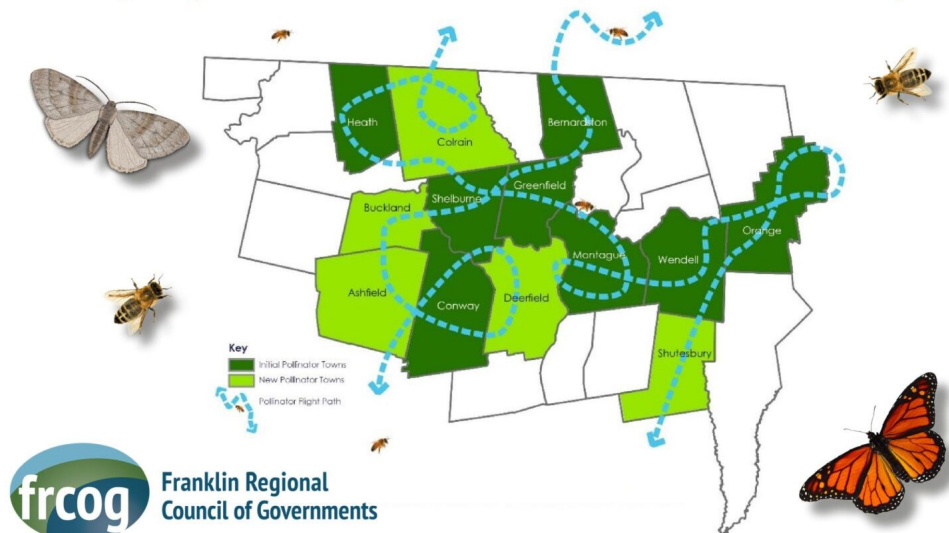 Heath
Colrain
Bernardston
Greenfield
Shelburne
Buckland
Orange
Montague
Wendell
Ashfield
Conway
Deerfield
Shutesbury
Key
Initial Pollinator Towns
New Pollinator Towns
Pollinator Flight Path
frcog
Franklin Regional
Council of Governments